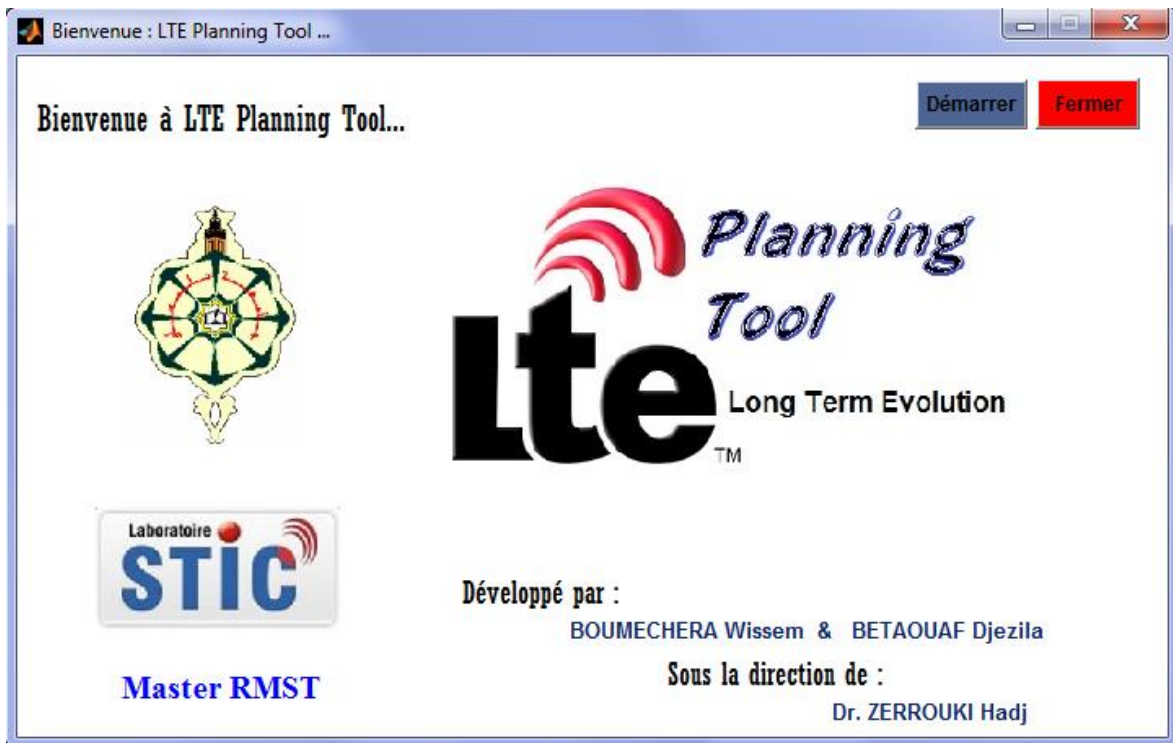 Bienvenue : LTE Planning Tool ...
Bienvenue à LTE Planning Tool...
Démarrer
Fermer
Planning
Tool
Lte
Long Term Evolution
TM
Laboratoire
STIC
Développé par :
BOUMECHERA Wissem & BETAOUAF Djezila
Master RMST
Sous la direction de :
Dr. ZERROUKI Hadj